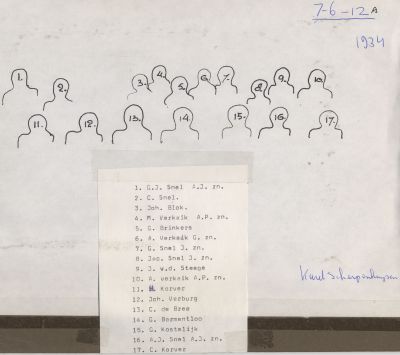 7-6-12A
1934
1.
2.
3.
4.
5.
6.
7.
8.
9.
10.
11.
12.
13.
14.
15.
16.
17.
1. G.J. Snel A.J. zn.
2. C. Snel.
3. Joh. Blok.
4. M. Verkaik A.P. zn.
5. G. Brinkers
6. A. Verkaik G. zn.
7. G. Snel J. zn.
8. Jac. Snel J. zn.
9. J. v.d. Steege
10. A. verkaik A.P. zn.
11. H. Korver
12. Joh. Verburg
13. C. de Bree
14. G. Bormentloo
15. G. Kostelijk
16. A.J. Snel A.J. zn.
17. C. Korver
Karel